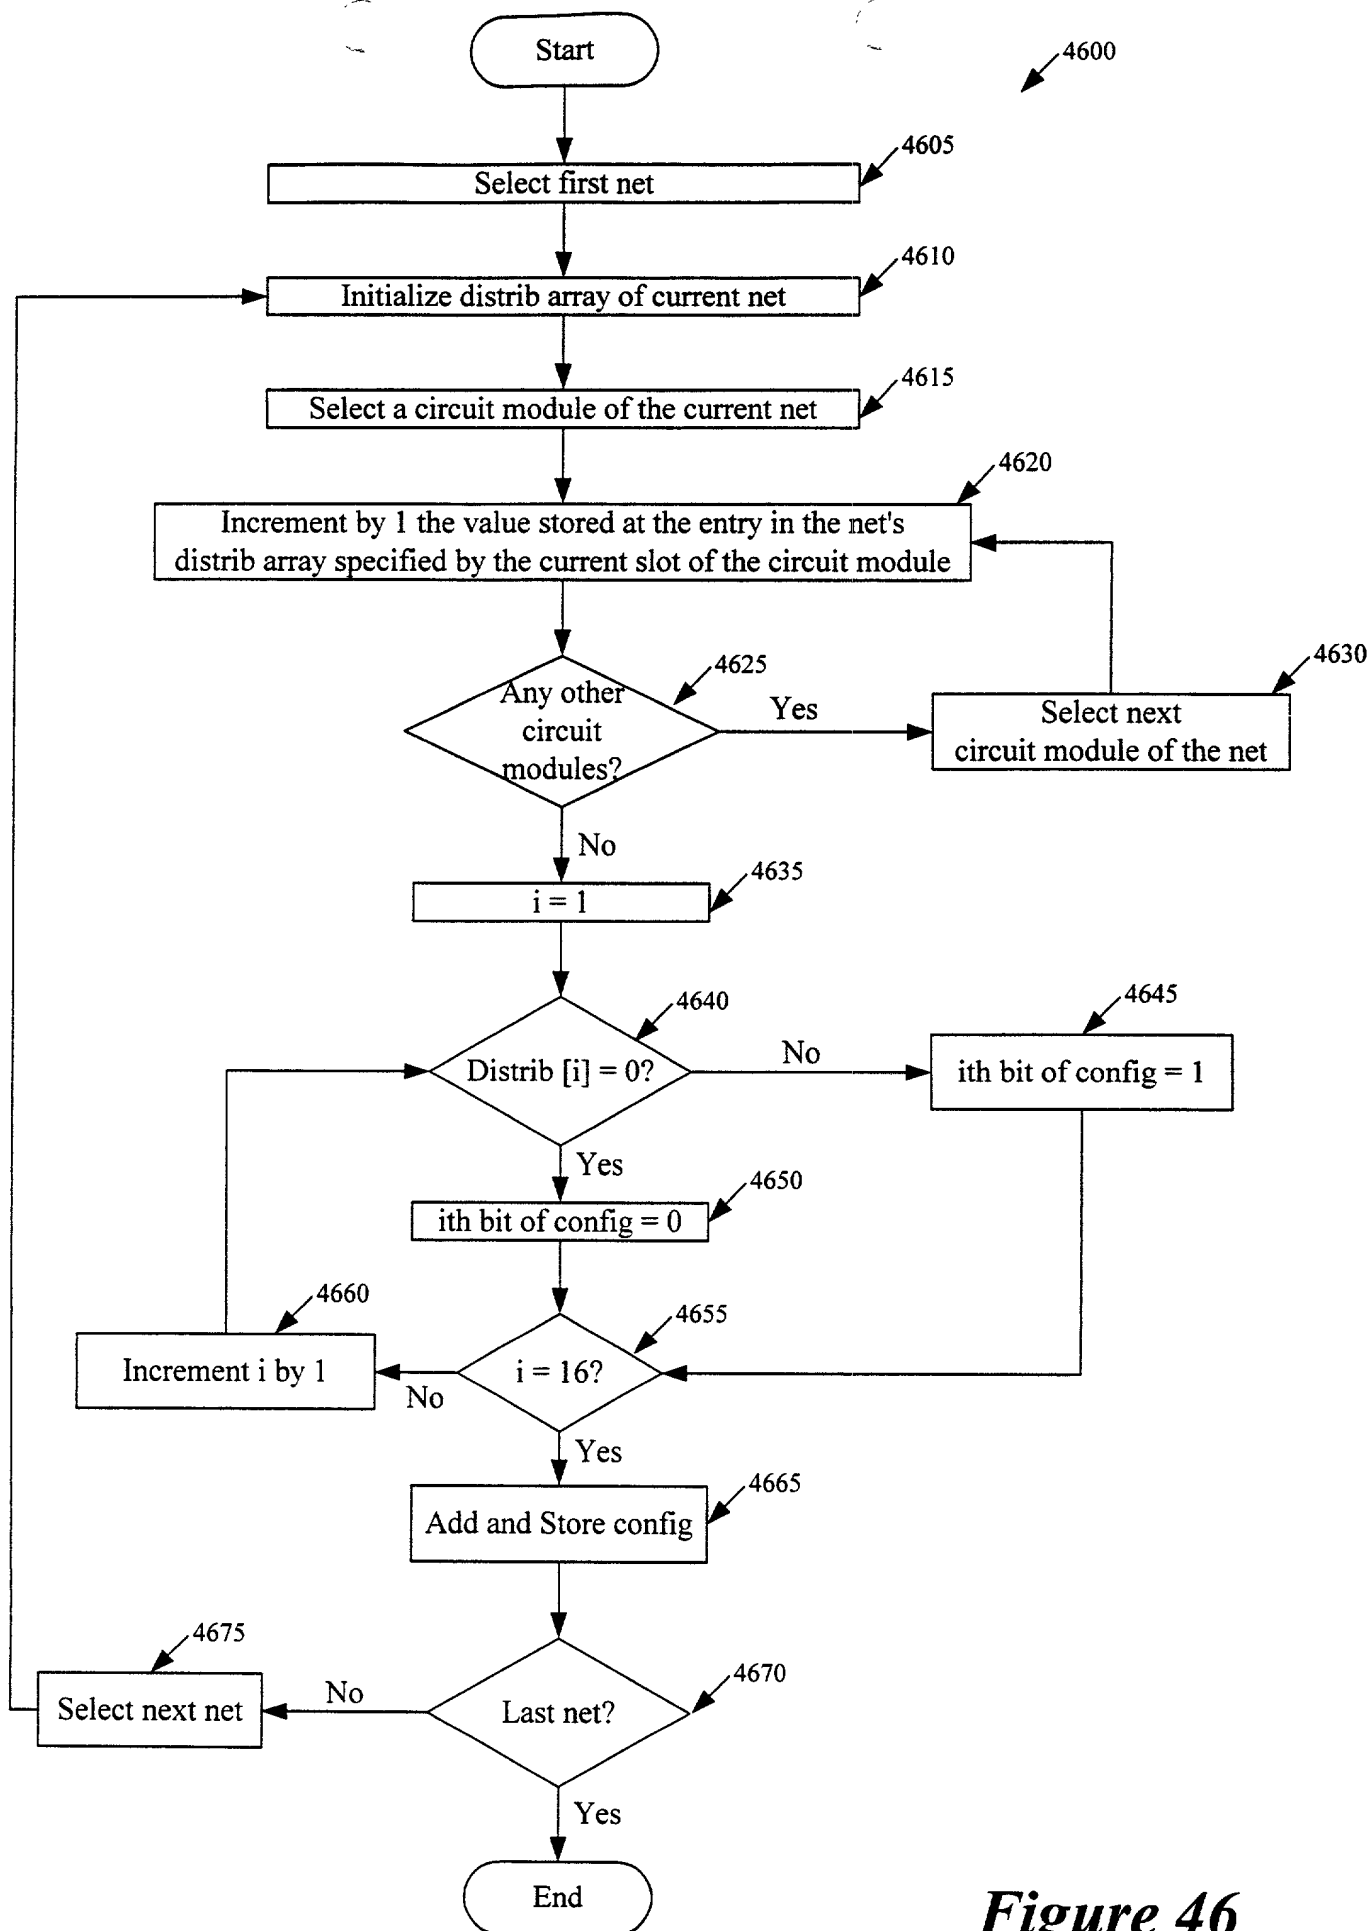 Start
4600
4605
Select first net
4610
Initialize distrib array of current net
4615
Select a circuit module of the current net
4620
Increment by 1 the value stored at the entry in the net's
distrib array specified by the current slot of the circuit module
4625
Any other
circuit
modules?
Yes
4630
Select next
circuit module of the net
No
4635
i = 1
4640
Distrib [i] = 0?
No
4645
ith bit of config = 1
Yes
4650
ith bit of config = 0
4660
Increment i by 1
4655
i = 16?
No
Yes
4665
Add and Store config
4675
Select next net
No
4670
Last net?
Yes
End
Figure 46